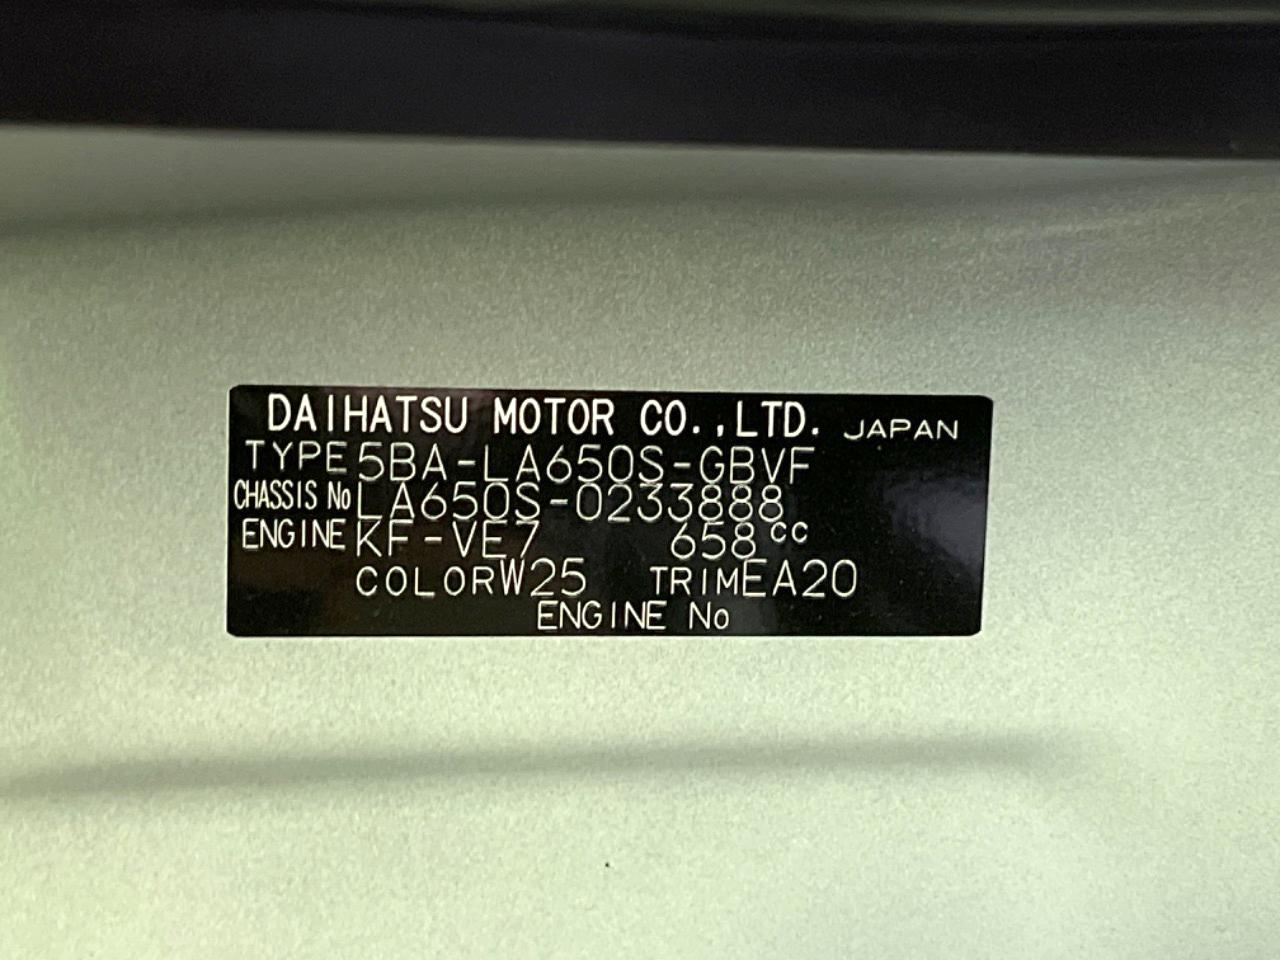 DAIHATSU MOTOR CO.,LTD. JAPAN
TYPE 5BA-LA650S-GBVF
CHASSIS No LA650S-0233888
ENGINE KF-VE7 658cc
COLOR W25 TRIM EA20
ENGINE No